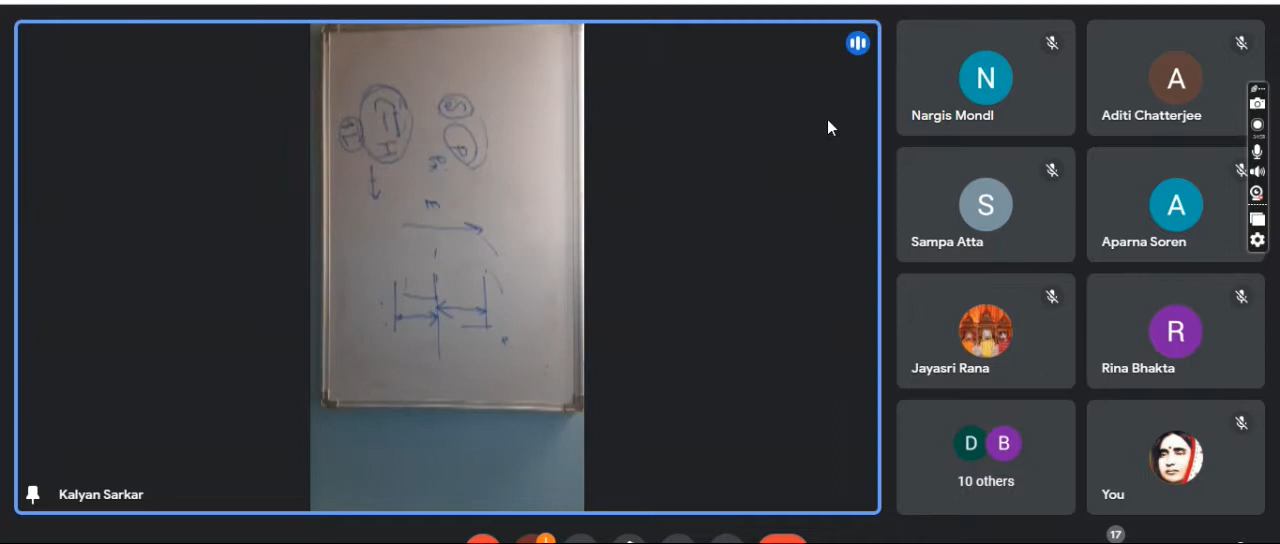 N
Nargis Mondl
A
Aditi Chatterjee
S
Sampa Atta
A
Aparna Soren
Jayasri Rana
R
Rina Bhakta
D B
10 others
You
Kalyan Sarkar
17
S
P
E